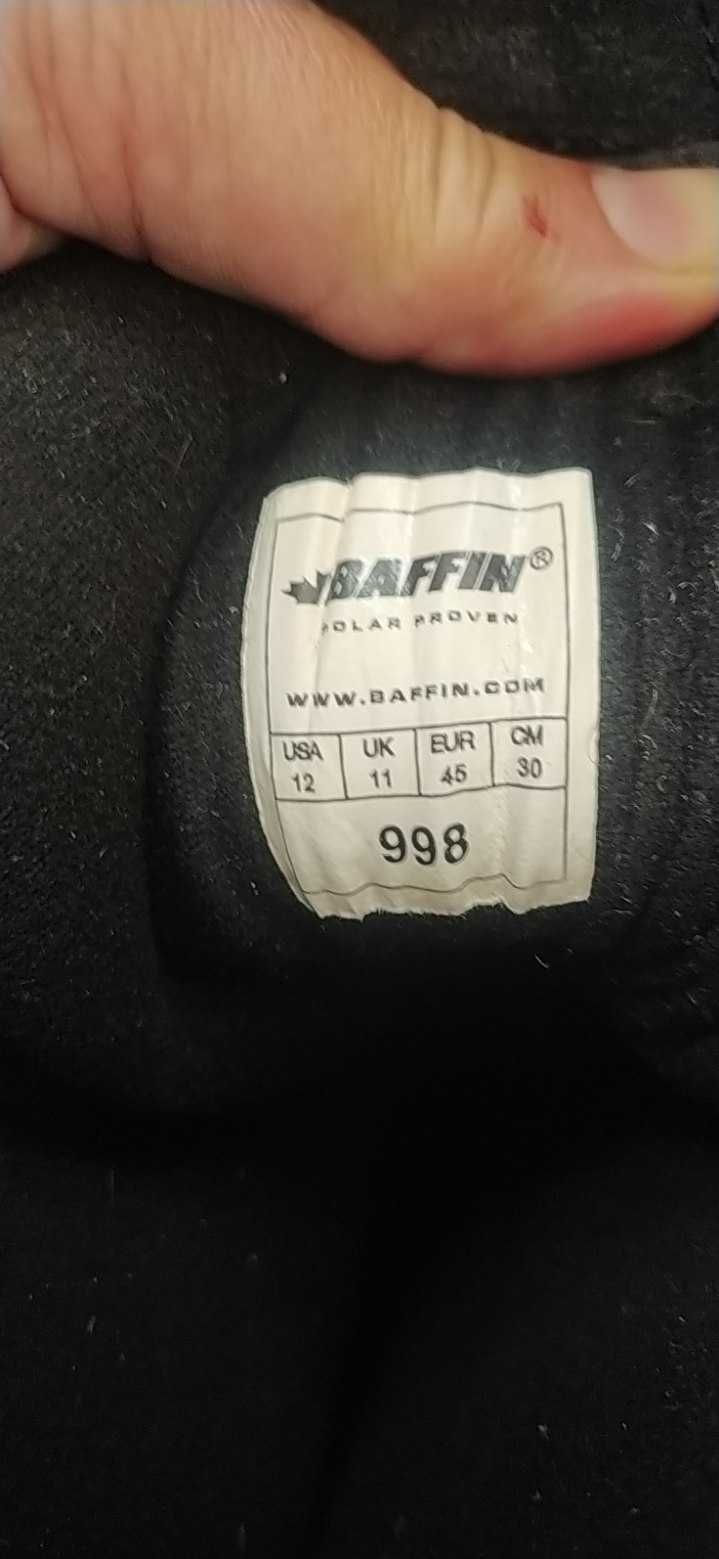 BAFFIN®
POLAR PROVEN
WWW.BAFFIN.COM
USA UK EUR CM
12 11 45 30
998